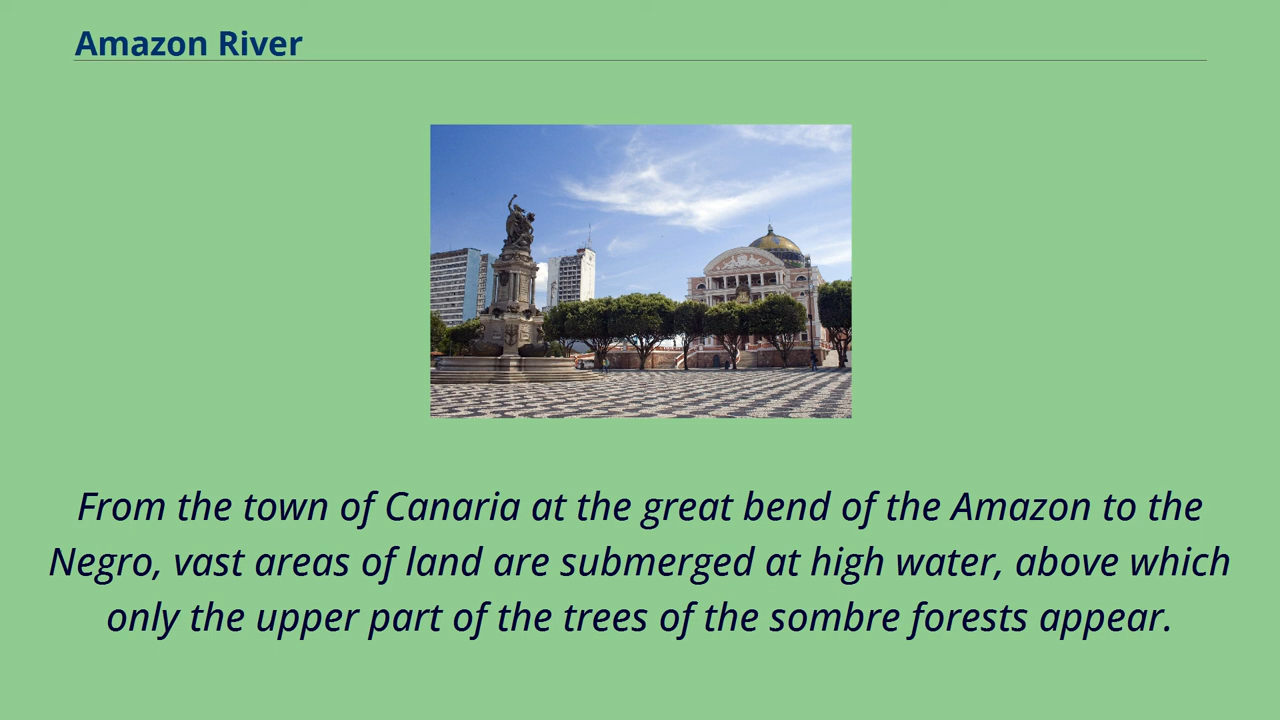 Amazon River
From the town of Canaria at the great bend of the Amazon to the
Negro, vast areas of land are submerged at high water, above which
only the upper part of the trees of the sombre forests appear.